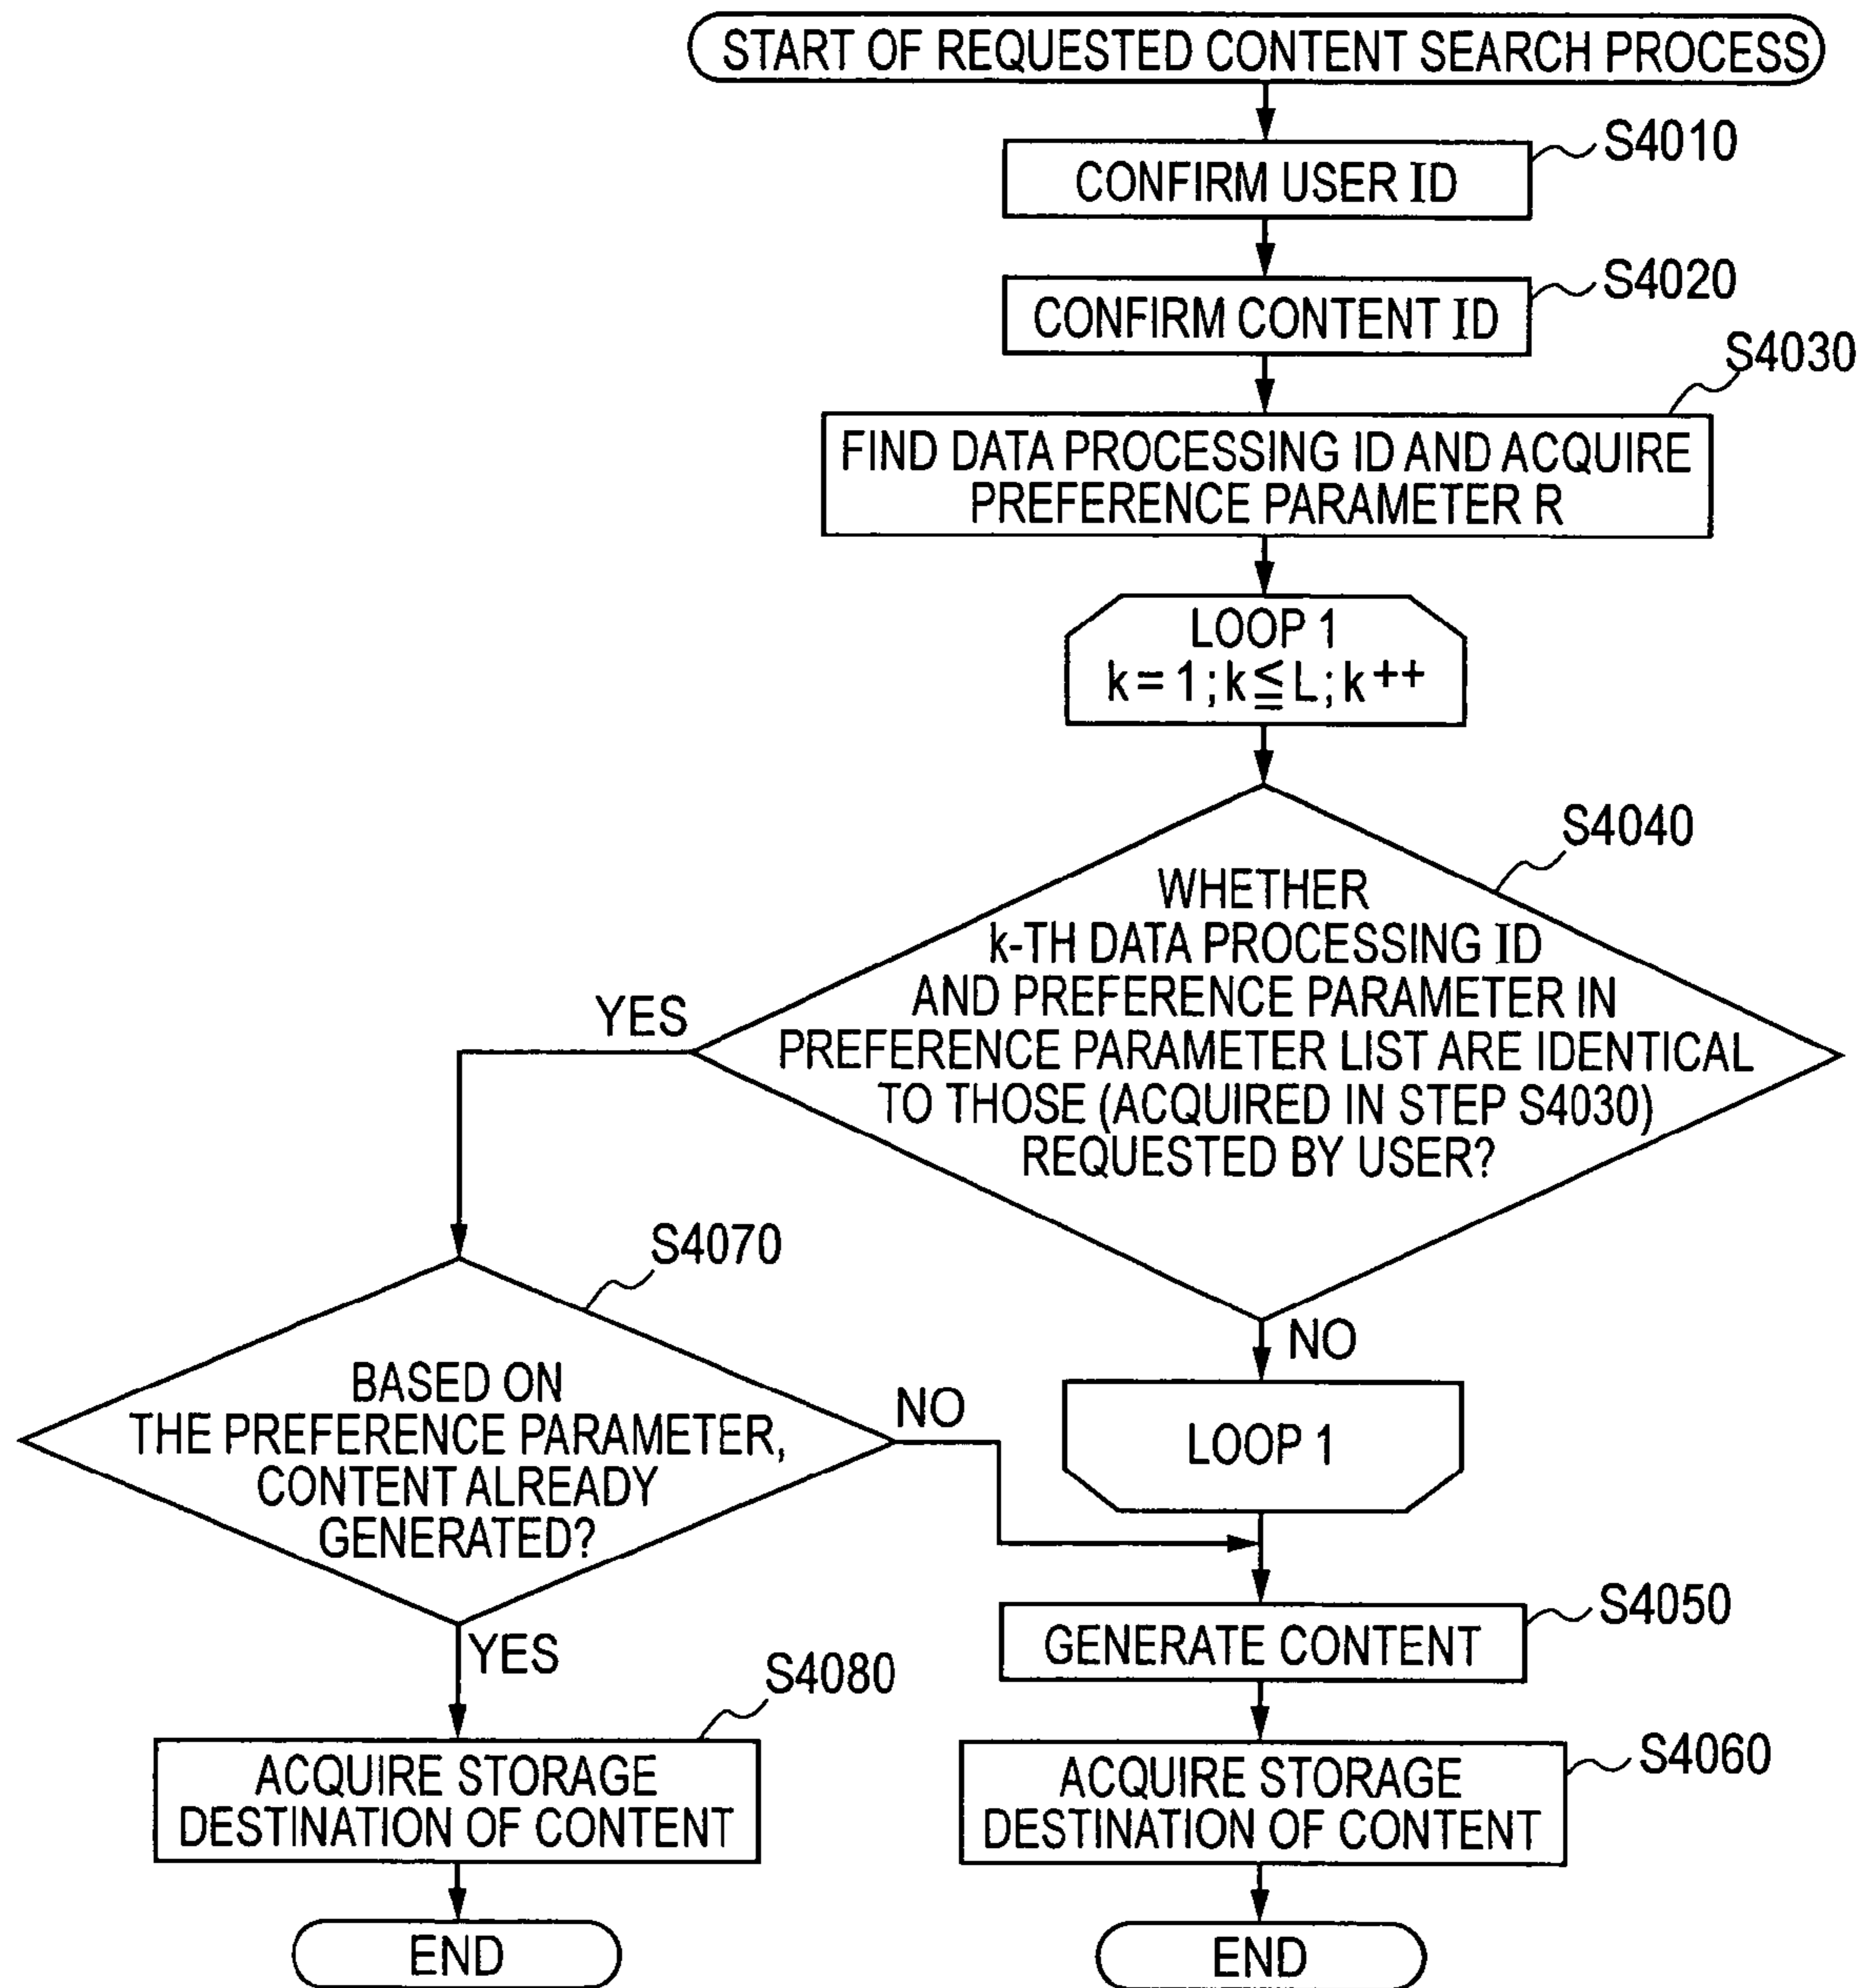 START OF REQUESTED CONTENT SEARCH PROCESS
S4010
CONFIRM USER ID
S4020
CONFIRM CONTENT ID
S4030
FIND DATA PROCESSING ID AND ACQUIRE
PREFERENCE PARAMETER R
LOOP 1
k=1;k≦L;k++
S4040
WHETHER
k-TH DATA PROCESSING ID
AND PREFERENCE PARAMETER IN
PREFERENCE PARAMETER LIST ARE IDENTICAL
TO THOSE (ACQUIRED IN STEP S4030)
REQUESTED BY USER?
YES
NO
S4070
BASED ON
THE PREFERENCE PARAMETER,
CONTENT ALREADY
GENERATED?
NO
YES
LOOP 1
S4050
GENERATE CONTENT
S4080
ACQUIRE STORAGE
DESTINATION OF CONTENT
S4060
ACQUIRE STORAGE
DESTINATION OF CONTENT
END
END